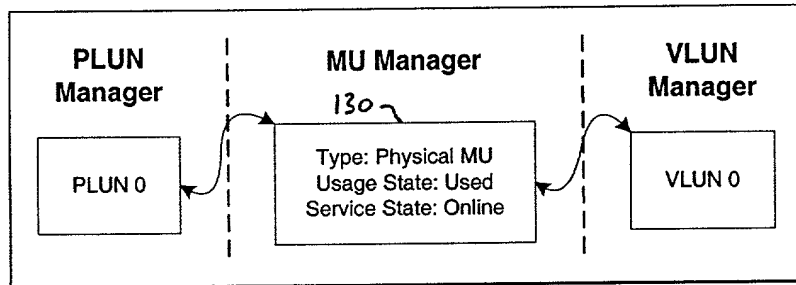 PLUN
Manager
MU Manager
VLUN
Manager
130
PLUN 0
Type: Physical MU
Usage State: Used
Service State: Online
VLUN 0